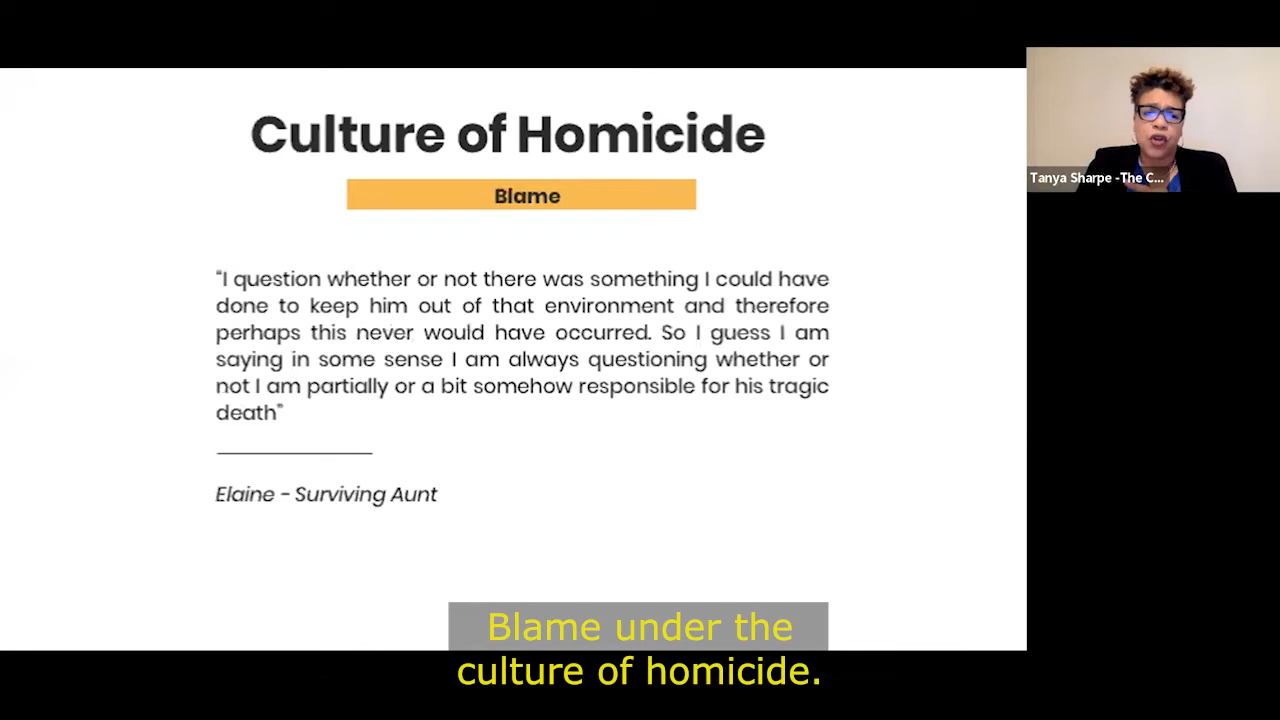 Culture of Homicide
Blame
“I question whether or not there was something I could have
done to keep him out of that environment and therefore
perhaps this never would have occurred. So I guess I am
saying in some sense I am always questioning whether or
not I am partially or a bit somehow responsible for his tragic
death”
Elaine - Surviving Aunt
Tanya Sharpe -The C...
Blame under the
culture of homicide.